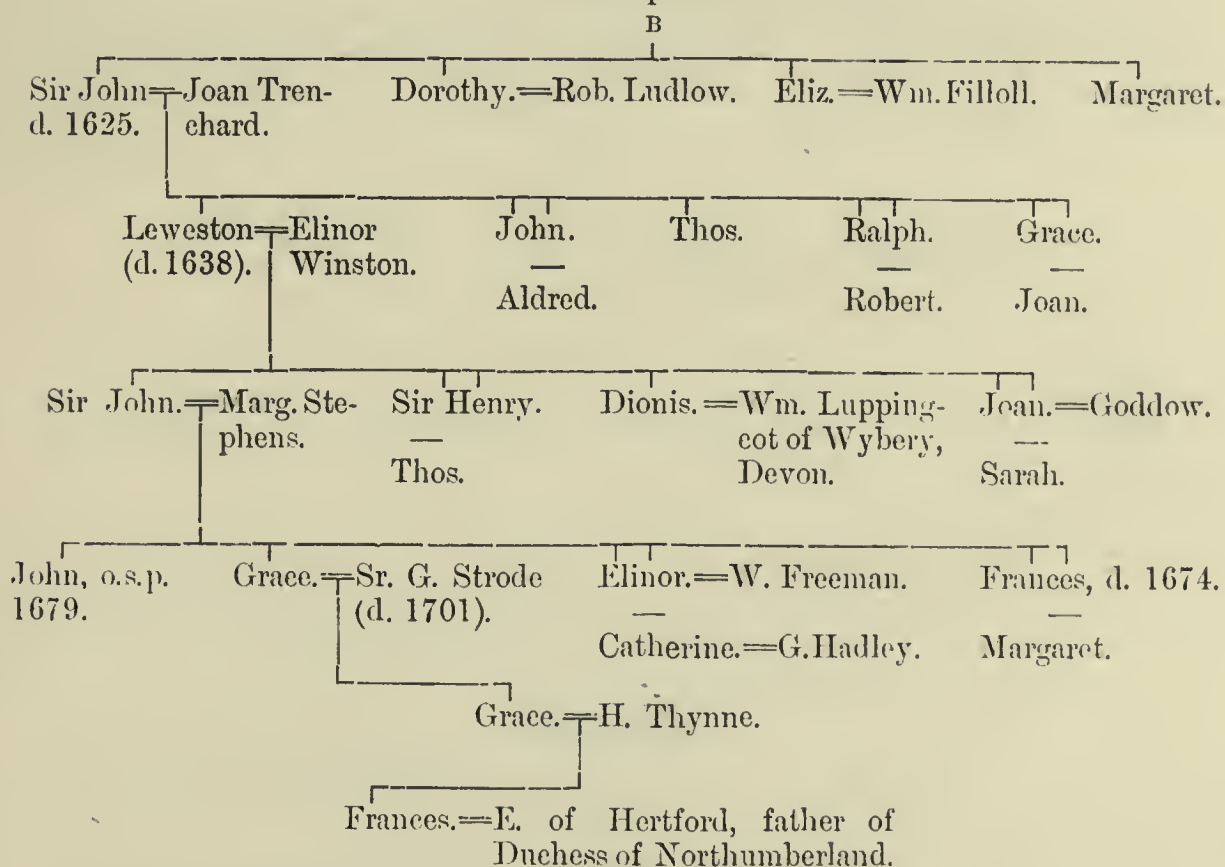 B
Sir John=Joan Tren- Dorothy.=Rob. Ludlow. Eliz.=Wm. Filloll. Margaret.
d. 1625. chard.
Leweston=Elinor John. Thos. Ralph. Grace.
(d. 1638). Winston. — — —
Aldred. Robert. Joan.
Sir John.=Marg. Ste- Sir Henry. Dionis.=Wm. Lupping- Joan.=Goddow.
phens. — cot of Wybery, —
Thos. Devon. Sarah.
John, o.s.p. Grace.=Sr. G. Strode Elinor.=W. Freeman. Frances, d. 1674.
1679. (d. 1701). — —
Catherine.=G. Hadley. Margaret.
Grace.=H. Thynne.
Frances.=E. of Hertford, father of
Duchess of Northumberland.